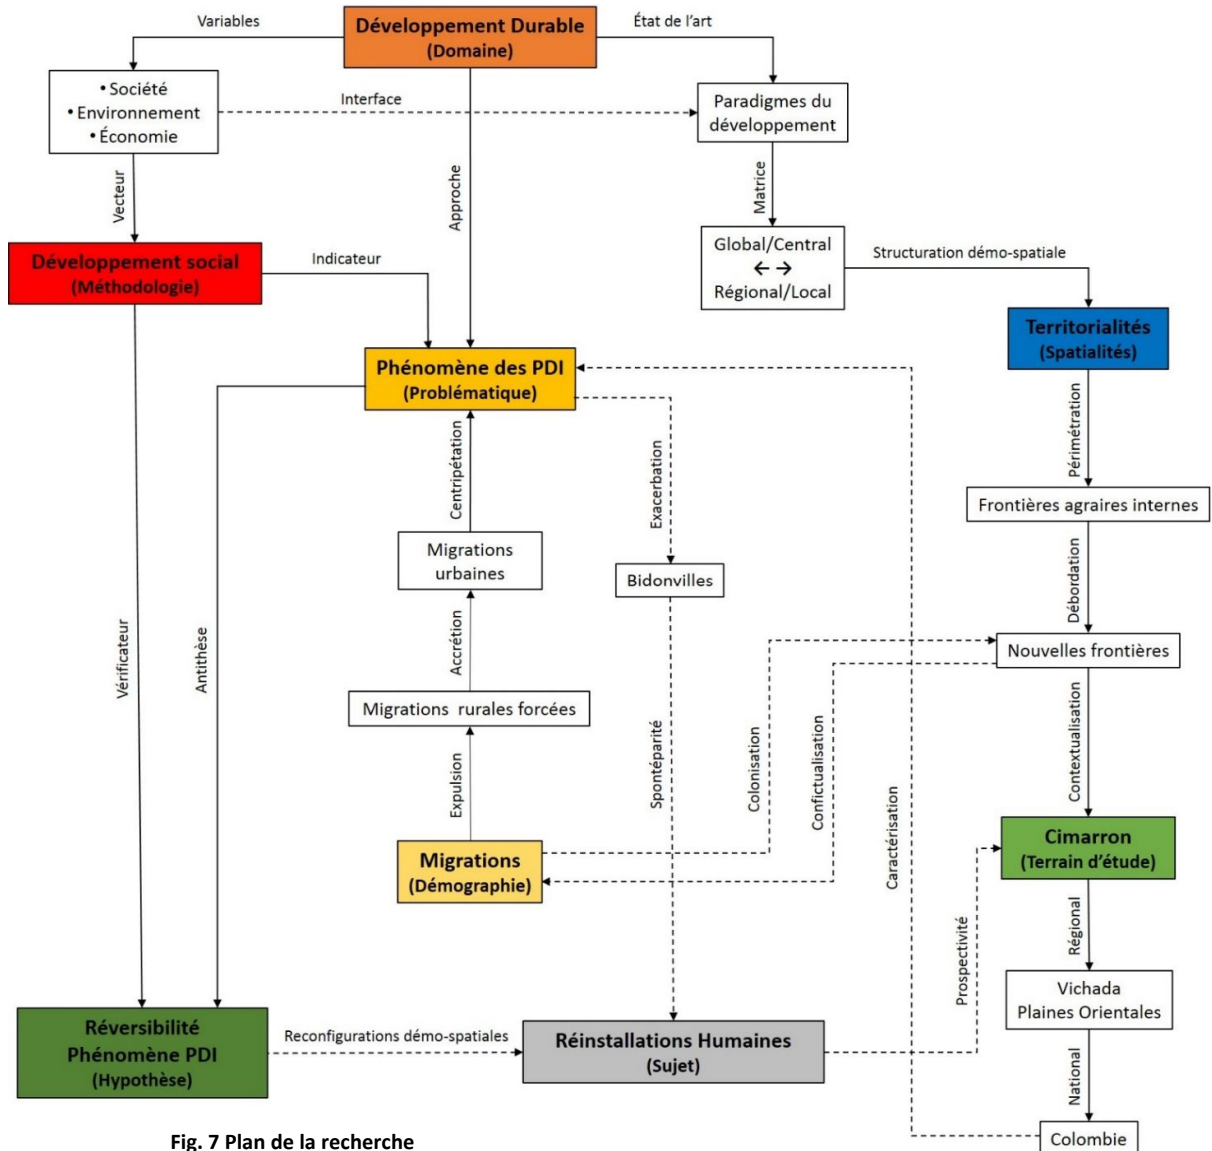 Variables
Développement Durable
(Domaine)
État de l'art
• Société
• Environnement
• Économie
Interface
Paradigmes du
développement
Vecteur
Approche
Matrice
Développement social
(Méthodologie)
Indicateur
Global/Central
← →
Régional/Local
Structuration démo-spatiale
Territorialités
(Spatialités)
Phénomène des PDI
(Problématique)
Périmétration
Centripétation
Exacerbation
Frontières agraires internes
Migrations
urbaines
Bidonvilles
Débordation
Accrétion
Nouvelles frontières
Vérificateur
Antithèse
Migrations rurales forcées
Spontéparité
Colonisation
Confictualisation
Caractérisation
Contextualisation
Expulsion
Migrations
(Démographie)
Cimarron
(Terrain d'étude)
Régional
Prospectivité
Vichada
Plaines Orientales
Réversibilité
Phénomène PDI
(Hypothèse)
Reconfigurations démo-spatiales
Réinstallations Humaines
(Sujet)
National
Colombie
Fig. 7 Plan de la recherche